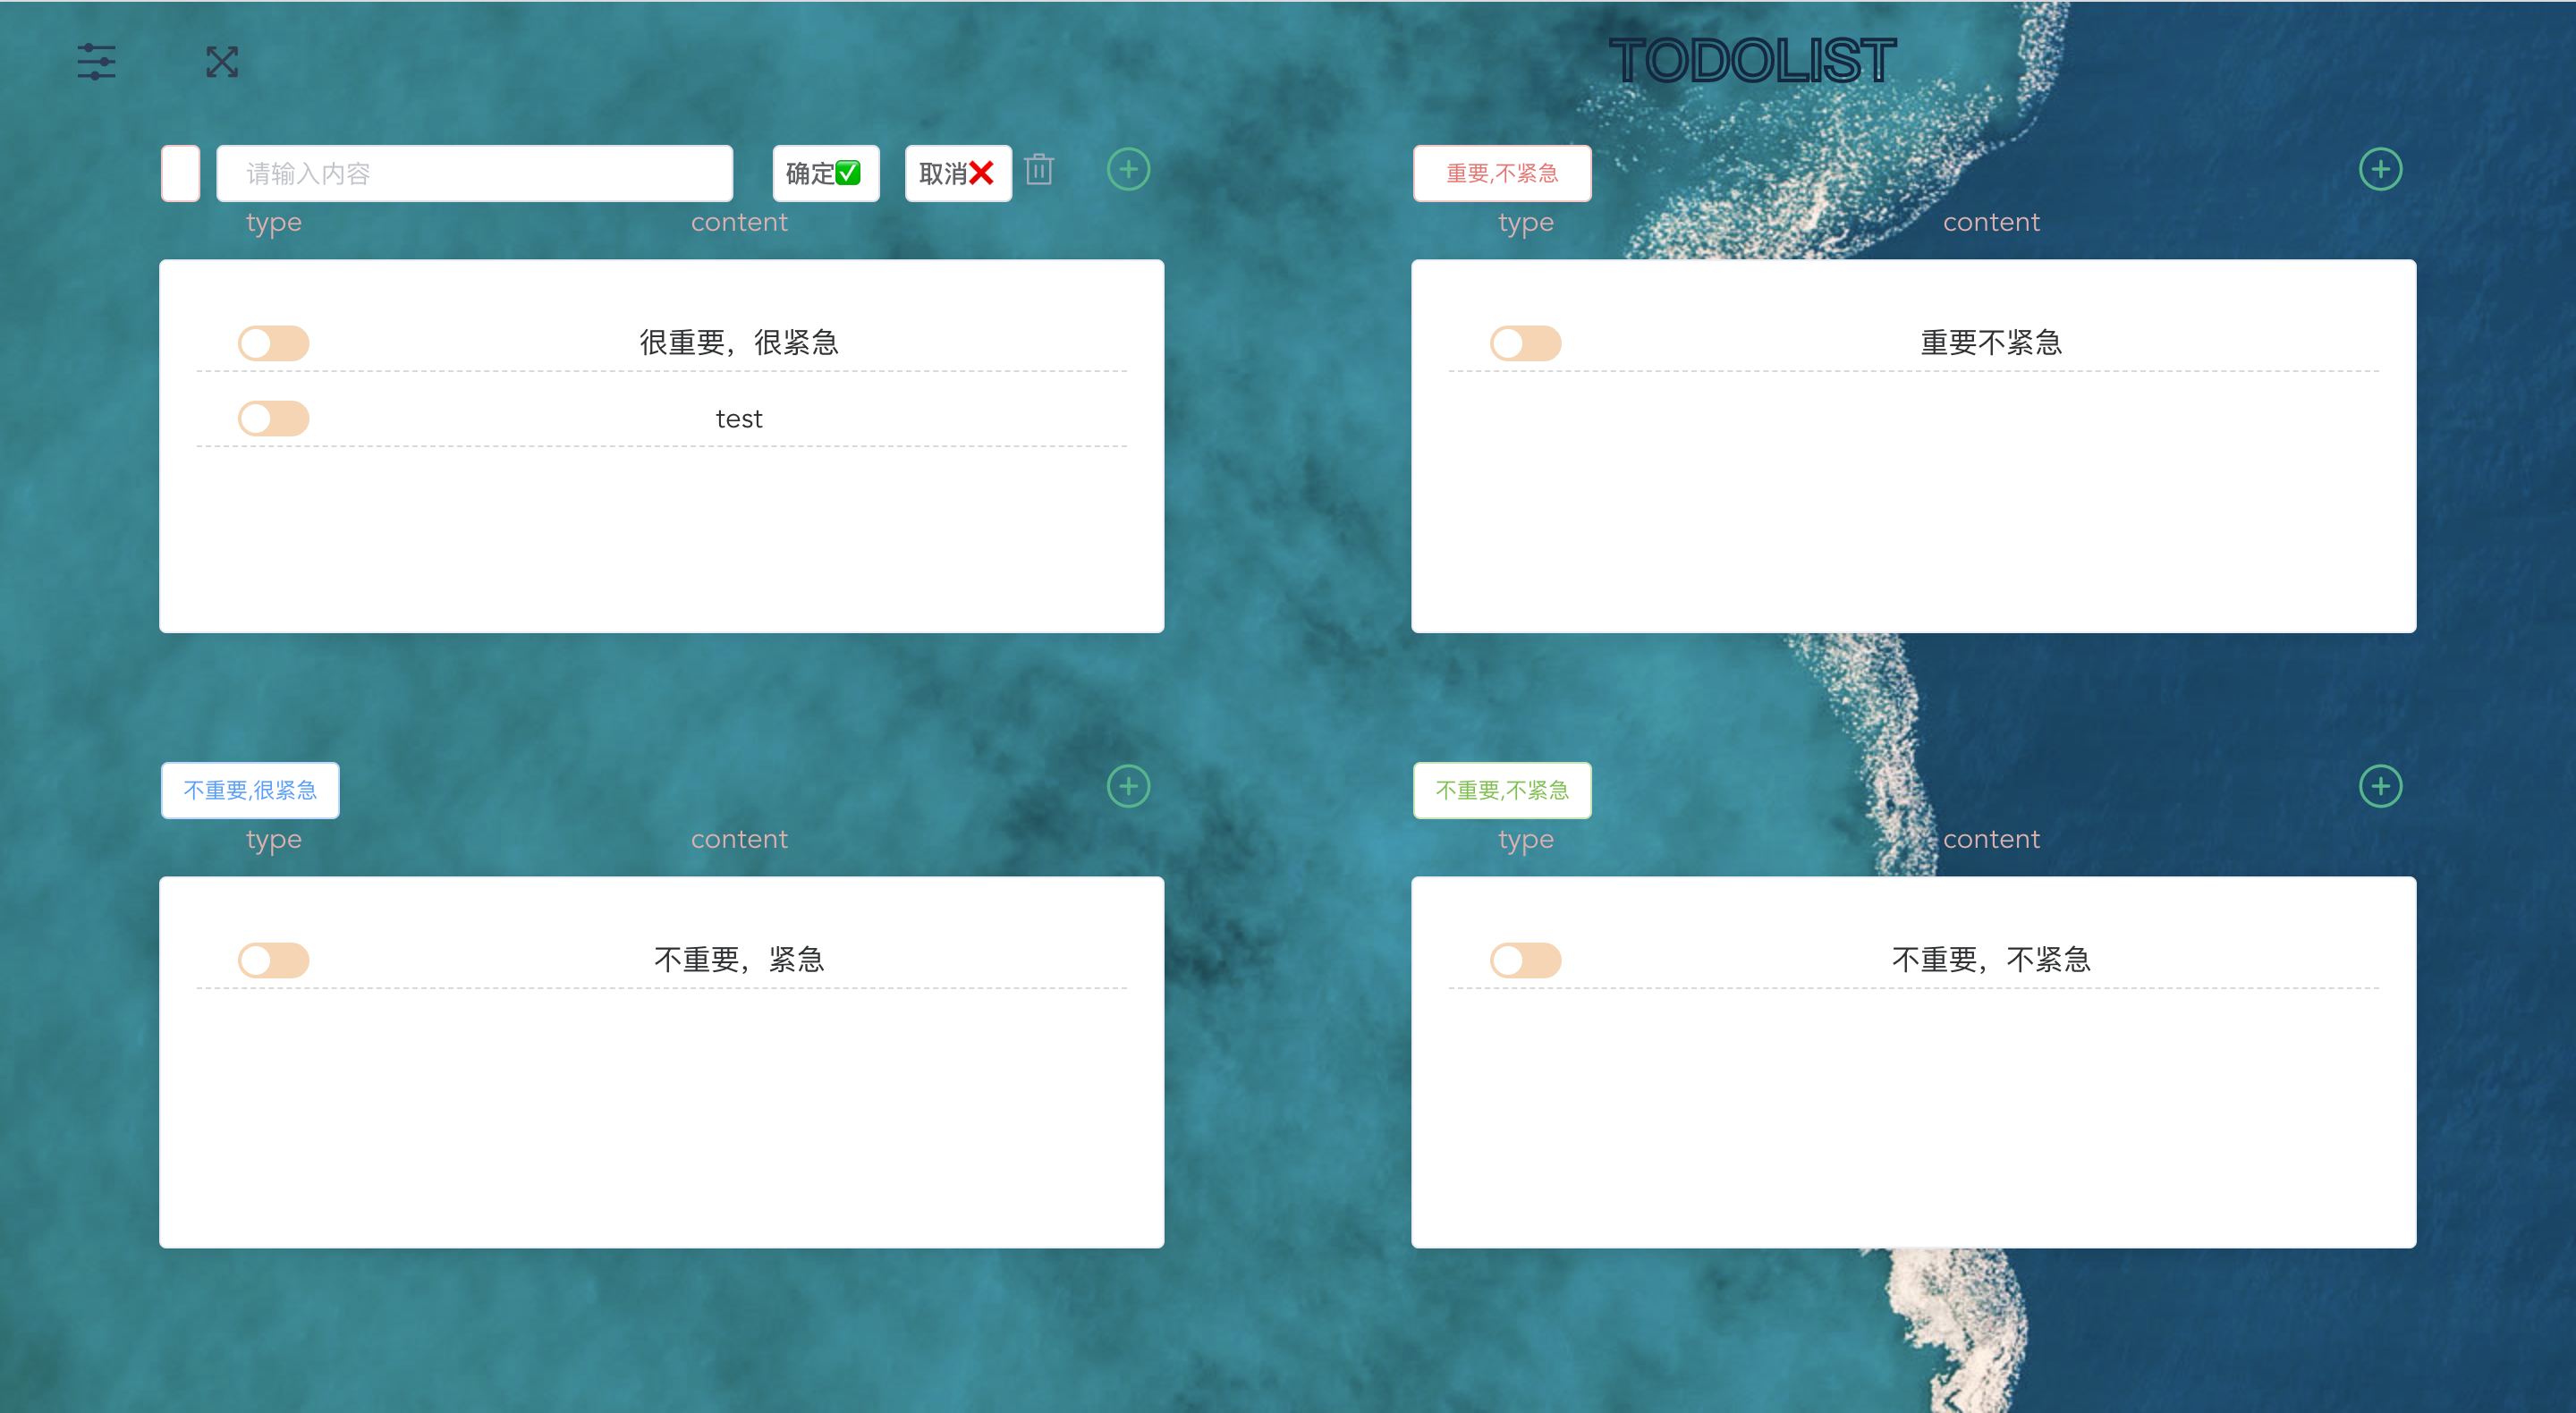 TODOLIST
请输入内容
确定✅
取消❌
type content
很重要，很紧急
test
重要,不紧急
type content
重要不紧急
不重要,很紧急
type content
不重要，紧急
不重要,不紧急
type content
不重要，不紧急